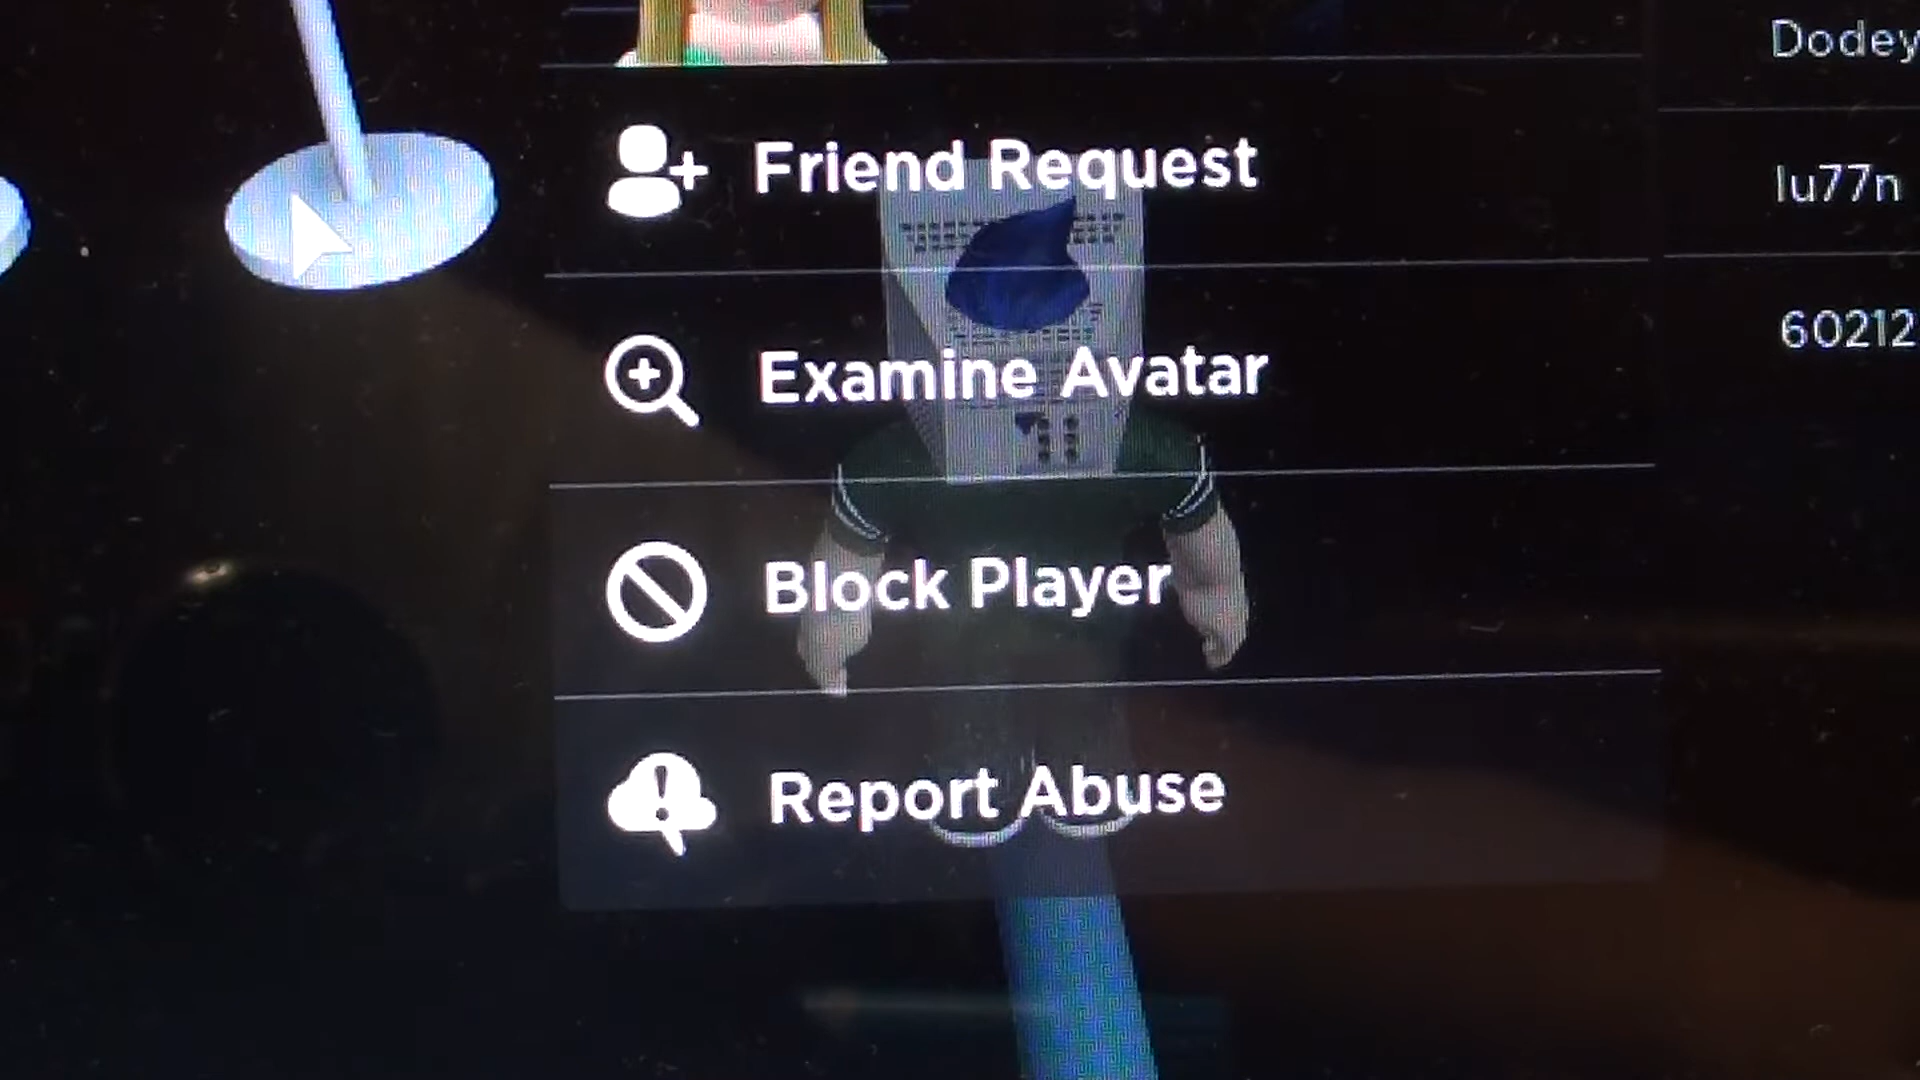 Friend Request
Examine Avatar
Block Player
Report Abuse
Dodey
lu77n
60212